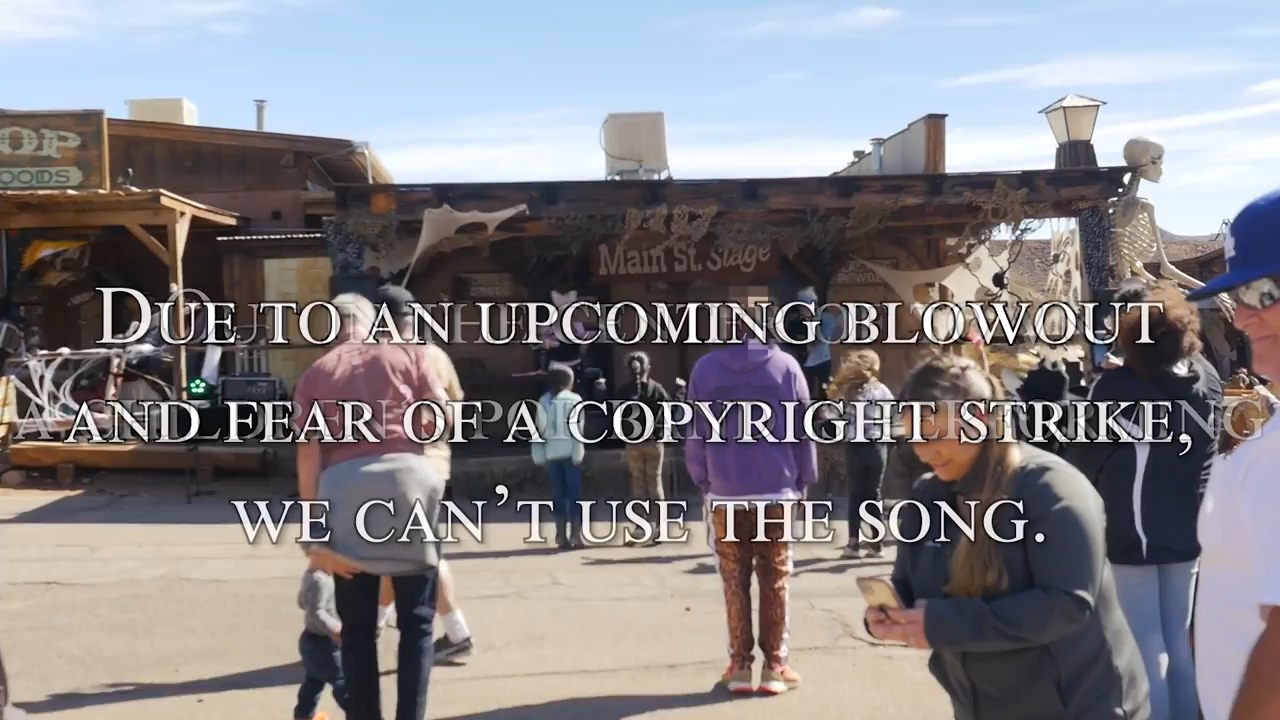 OP
OODS
Main St. Stage
DUE TO AN UPCOMING BLOWOUT
AND FEAR OF A COPYRIGHT STRIKE,
WE CAN'T USE THE SONG.